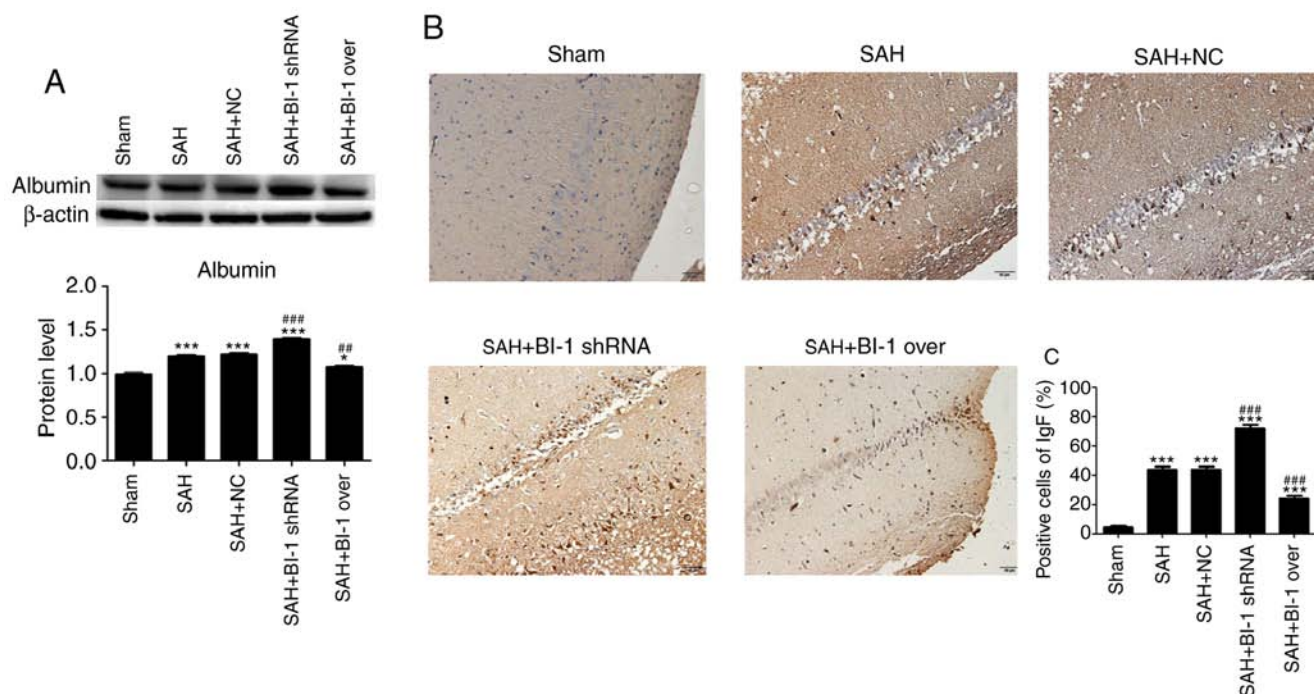 A
Sham
SAH
SAH+NC
SAH+BI-1 shRNA
SAH+BI-1 over
Albumin
β-actin
Albumin
Protein level
2.0
1.5
1.0
0.5
0.0
***
***
###
***
##
*
Sham
SAH
SAH+NC
SAH+BI-1 shRNA
SAH+BI-1 over
B
Sham
SAH
SAH+NC
SAH+BI-1 shRNA
SAH+BI-1 over
C
Positive cells of IgF (%)
100
80
60
40
20
0
***
***
###
***
###
***
Sham
SAH
SAH+NC
SAH+BI-1 shRNA
SAH+BI-1 over